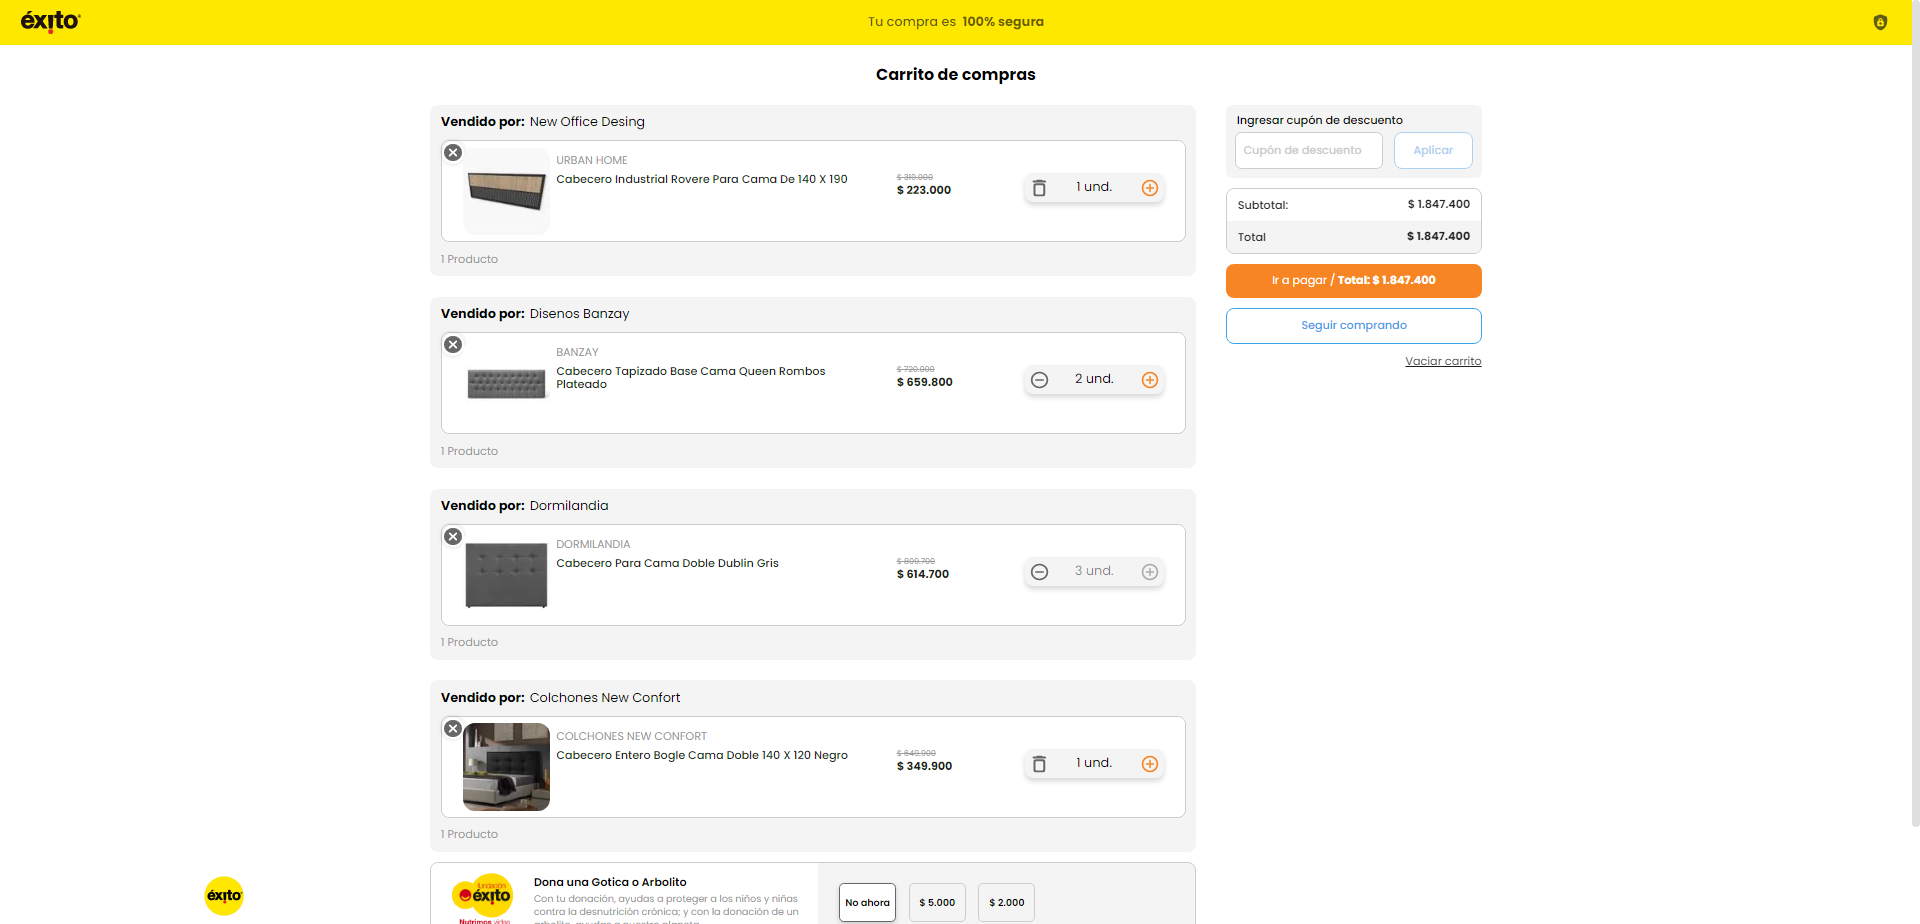 éxito
Tu compra es 100% segura
Carrito de compras
Vendido por: New Office Desing
URBAN HOME
Cabecero Industrial Rovere Para Cama De 140 X 190
$ 319.000
$ 223.000
1 und.
1 Producto
Vendido por: Disenos Banzay
BANZAY
Cabecero Tapizado Base Cama Queen Rombos
Plateado
$ 720.000
$ 659.800
2 und.
1 Producto
Vendido por: Dormilandia
DORMILANDIA
Cabecero Para Cama Doble Dublin Gris
$ 614.700
3 und.
1 Producto
Vendido por: Colchones New Confort
COLCHONES NEW CONFORT
Cabecero Entero Bogle Cama Doble 140 X 120 Negro
$ 649.900
$ 349.900
1 und.
1 Producto
fundación
éxito
Nutrimos vidas
Dona una Gotica o Arbolito
Con tu donación, ayudas a proteger a los niños y niñas
contra la desnutrición crónica; y con la donación de un
No ahora
$ 5.000
$ 2.000
Ingresar cupón de descuento
Cupón de descuento
Aplicar
Subtotal: $ 1.847.400
Total $ 1.847.400
Ir a pagar / Total: $ 1.847.400
Seguir comprando
Vaciar carrito
éxito